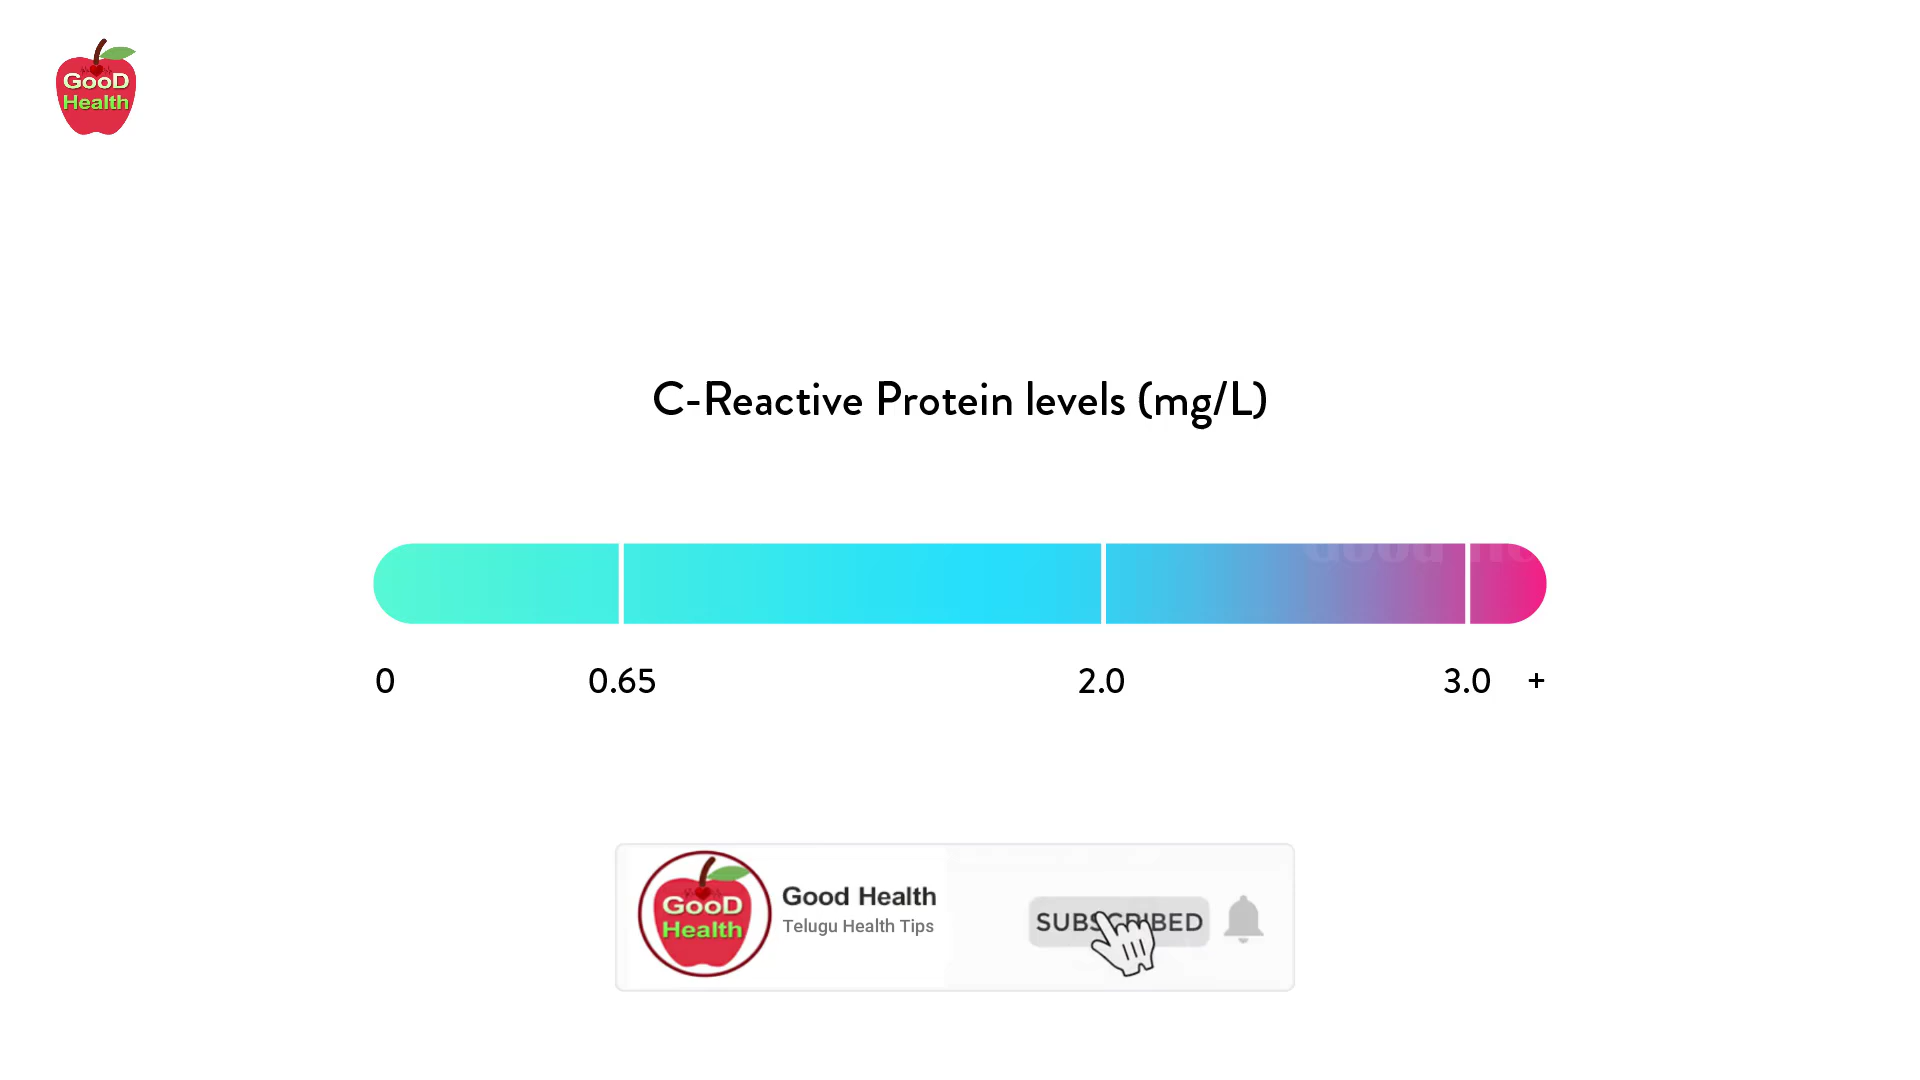 GooD
Health
C-Reactive Protein levels (mg/L)
0 0.65 2.0 3.0 +
GooD
Health
Good Health
Telugu Health Tips
SUBSCRIBED